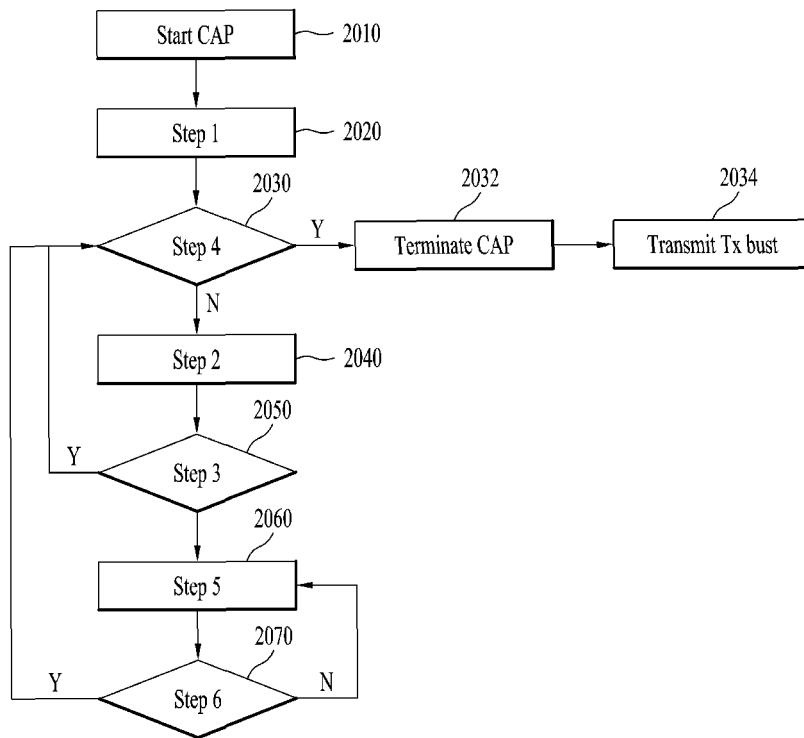 Start CAP
2010
Step 1
2020
2030
Step 4
Y
2032
Terminate CAP
2034
Transmit Tx bust
N
Step 2
2040
2050
Y
Step 3
2060
Step 5
2070
Y
Step 6
N